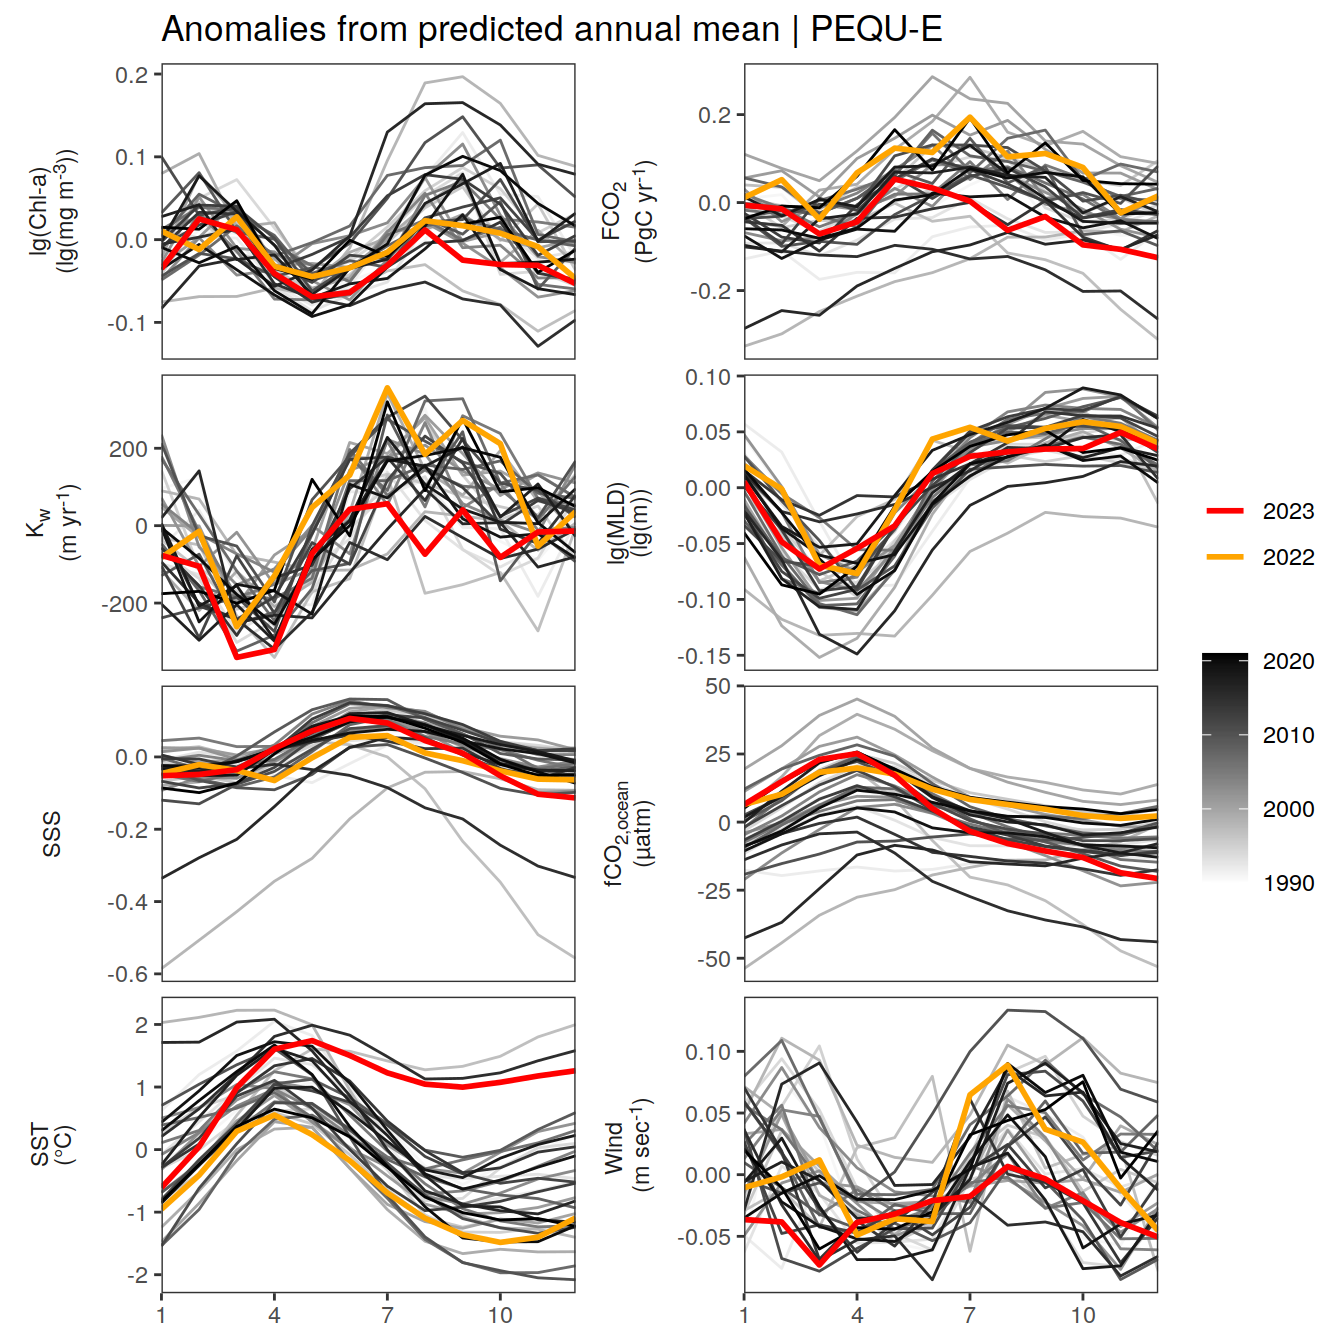 Anomalies from predicted annual mean | PEQU-E
lg(Chl-a)
(lg(mg m⁻³))
0.2
0.1
0.0
-0.1
FCO₂
(PgC yr⁻¹)
0.2
0.0
-0.2
K_w
(m yr⁻¹)
200
0
-200
lg(MLD)
(lg(m))
0.10
0.05
0.00
-0.05
-0.10
-0.15
SSS
0.0
-0.2
-0.4
-0.6
fCO₂,ocean
(µatm)
50
25
0
-25
-50
SST
(°C)
2
1
0
-1
-2
1 4 7 10
Wind
(m sec⁻¹)
0.10
0.05
0.00
-0.05
1 4 7 10
2023
2022
2020
2010
2000
1990